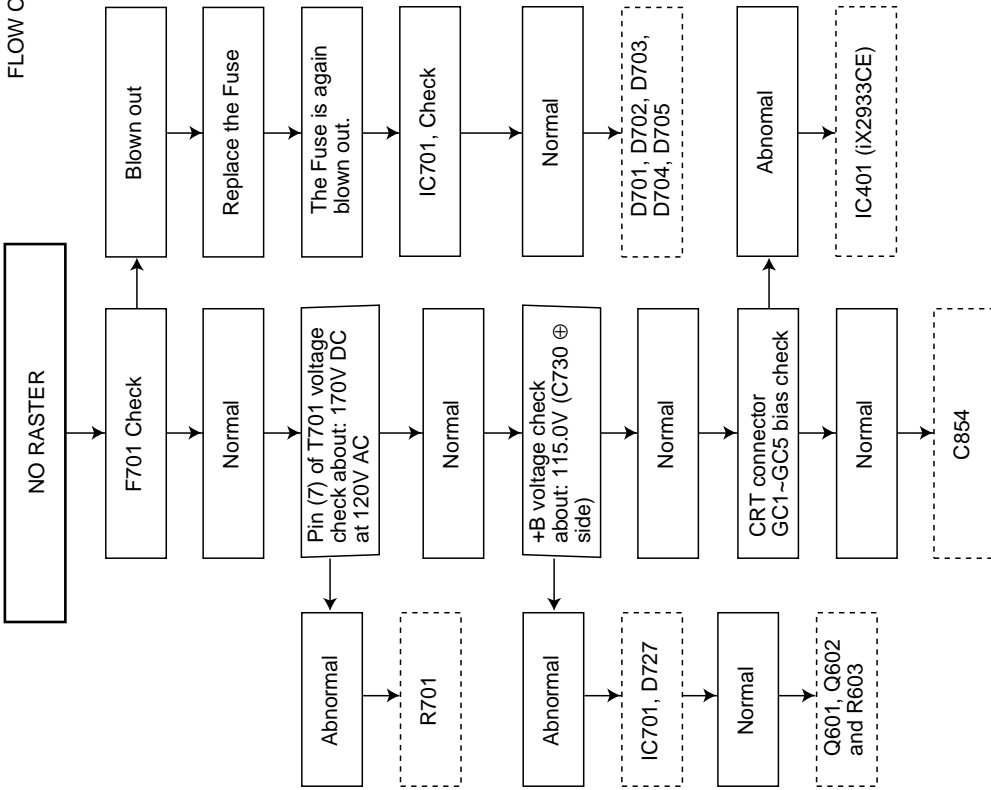 FLOW C
NO RASTER
F701 Check
Blown out
Normal
Replace the Fuse
Pin (7) of T701 voltage
check about: 170V DC
at 120V AC
The Fuse is again
blown out.
Abnormal
R701
Normal
IC701, Check
+B voltage check
about: 115.0V (C730 ⊕
side)
Normal
Abnormal
IC701, D727
Normal
D701, D702, D703,
D704, D705
Normal
Q601, Q602
and R603
CRT connector
GC1~GC5 bias check
Abnomal
Normal
IC401 (iX2933CE)
C854